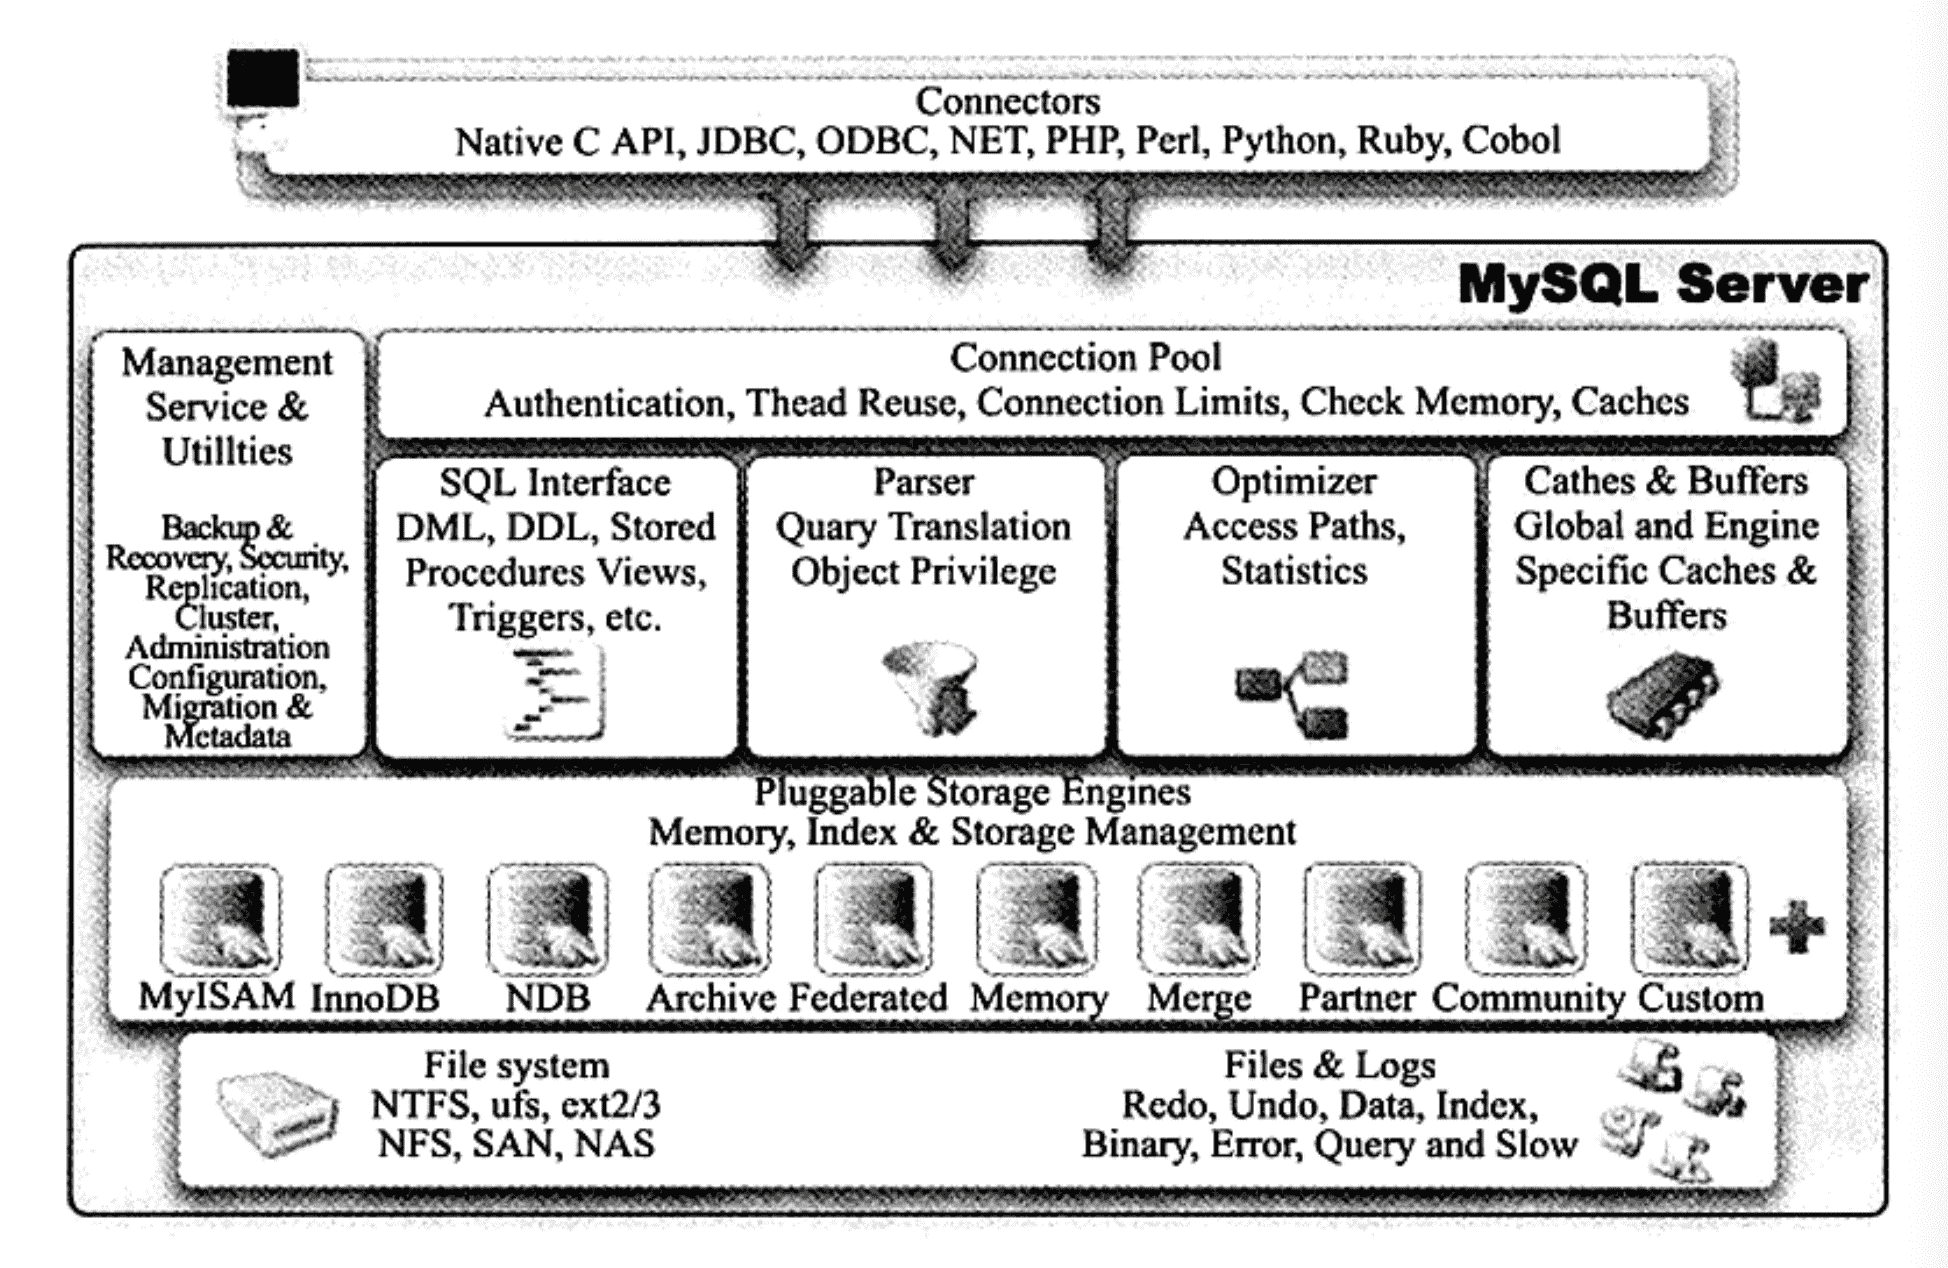 Connectors
Native C API, JDBC, ODBC, NET, PHP, Perl, Python, Ruby, Cobol
MySQL Server
Management
Service &
Utillties
Backup &
Recovery, Security,
Replication,
Cluster,
Administration
Configuration,
Migration &
Metadata
Connection Pool
Authentication, Thead Reuse, Connection Limits, Check Memory, Caches
SQL Interface
DML, DDL, Stored
Procedures Views,
Triggers, etc.
Parser
Quary Translation
Object Privilege
Optimizer
Access Paths,
Statistics
Cathes & Buffers
Global and Engine
Specific Caches &
Buffers
Pluggable Storage Engines
Memory, Index & Storage Management
MyISAM InnoDB NDB Archive Federated Memory Merge Partner Community Custom
File system
NTFS, ufs, ext2/3
NFS, SAN, NAS
Files & Logs
Redo, Undo, Data, Index,
Binary, Error, Query and Slow